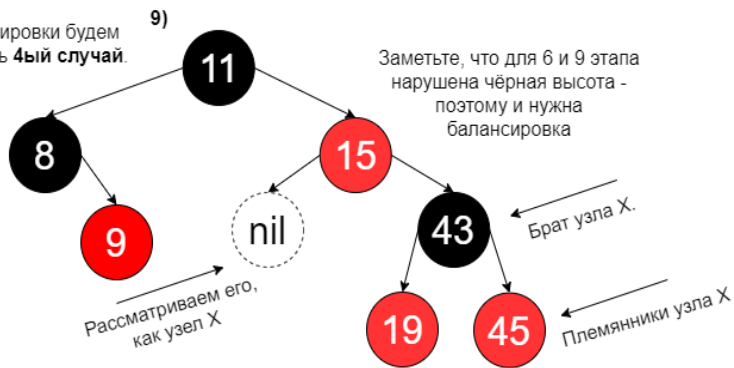 9)
ировки будем
ь 4ый случай.
11
Заметьте, что для 6 и 9 этапа
нарушена чёрная высота -
поэтому и нужна
балансировка
8
15
9
nil
43
Брат узла X.
Рассматриваем его,
как узел X
19
45
Племянники узла X